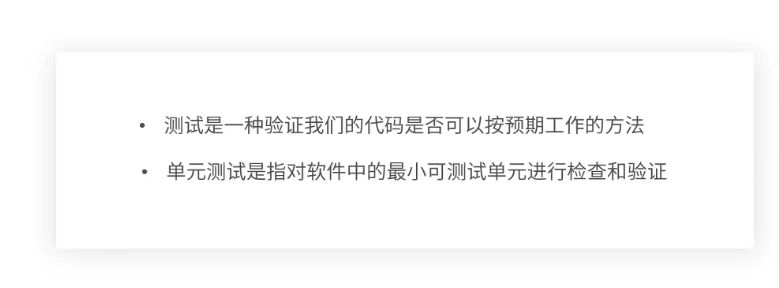 • 测试是一种验证我们的代码是否可以按预期工作的方法
• 单元测试是指对软件中的最小可测试单元进行检查和验证